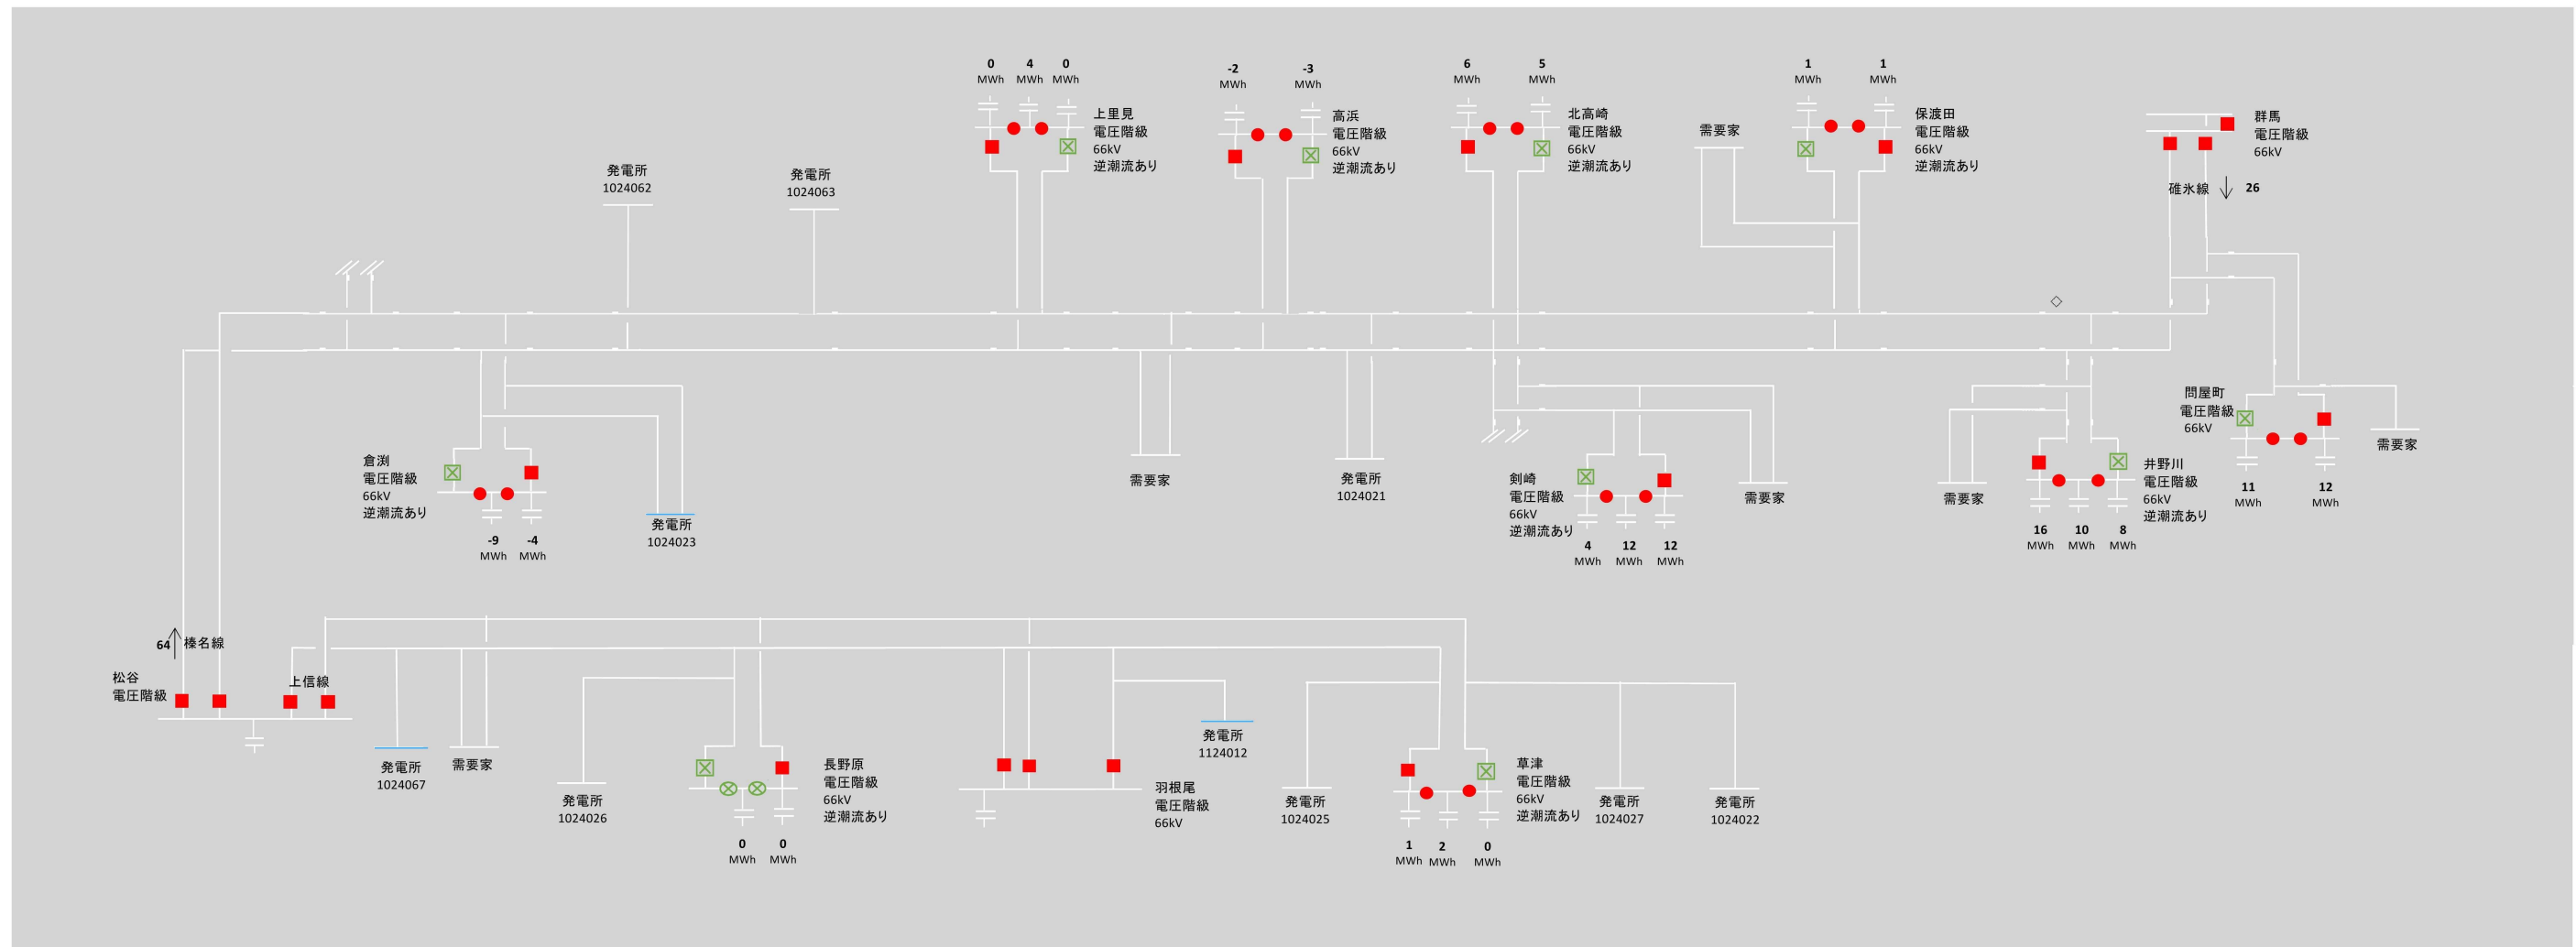 0 4 0
MWh MWh MWh
上里見
電圧階級
66kV
逆潮流あり
-2 -3
MWh MWh
高浜
電圧階級
66kV
逆潮流あり
6 5
MWh MWh
北高崎
電圧階級
66kV
逆潮流あり
需要家
1 1
MWh MWh
保渡田
電圧階級
66kV
逆潮流あり
群馬
電圧階級
66kV
碓氷線 26
発電所
1024062
発電所
1024063
倉渕
電圧階級
66kV
逆潮流あり
-9 -4
MWh MWh
発電所
1024023
需要家
発電所
1024021
剣崎
電圧階級
66kV
逆潮流あり
4 12 12
MWh MWh MWh
需要家
需要家
井野川
電圧階級
66kV
逆潮流あり
16 10 8
MWh MWh MWh
問屋町
電圧階級
66kV
11 12
MWh MWh
需要家
64 榛名線
松谷
電圧階級
上信線
発電所
1024067
需要家
発電所
1024026
長野原
電圧階級
66kV
逆潮流あり
0 0
MWh MWh
羽根尾
電圧階級
66kV
発電所
1124012
発電所
1024025
草津
電圧階級
66kV
逆潮流あり
1 2 0
MWh MWh MWh
発電所
1024027
発電所
1024022